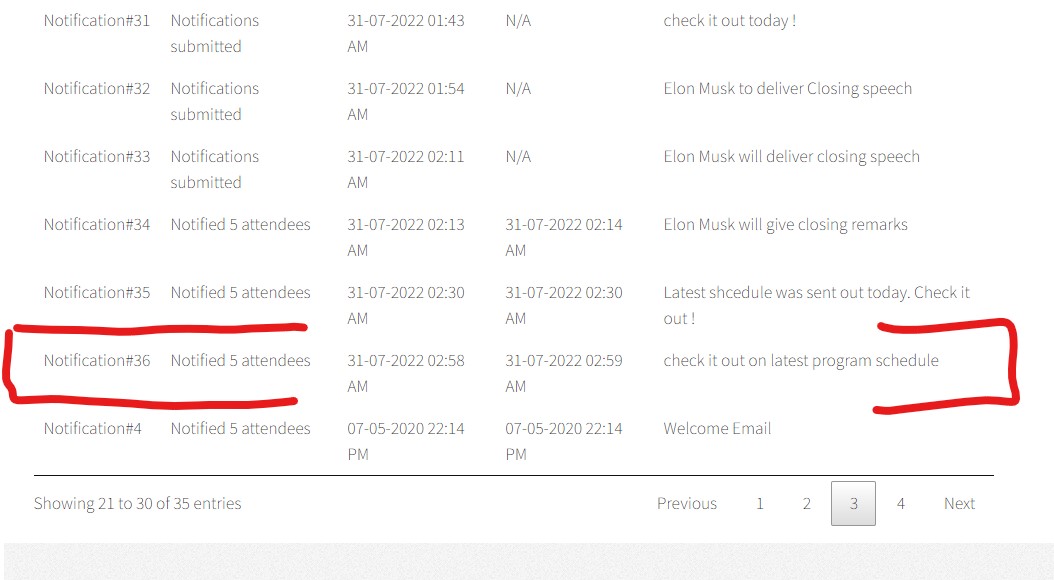 Notification#31 Notifications 31-07-2022 01:43 N/A check it out today !
submitted AM
Notification#32 Notifications 31-07-2022 01:54 N/A Elon Musk to deliver Closing speech
submitted AM
Notification#33 Notifications 31-07-2022 02:11 N/A Elon Musk will deliver closing speech
submitted AM
Notification#34 Notified 5 attendees 31-07-2022 02:13 31-07-2022 02:14 Elon Musk will give closing remarks
AM AM
Notification#35 Notified 5 attendees 31-07-2022 02:30 31-07-2022 02:30 Latest shcedule was sent out today. Check it
AM AM out !
Notification#36 Notified 5 attendees 31-07-2022 02:58 31-07-2022 02:59 check it out on latest program schedule
AM AM
Notification#4 Notified 5 attendees 07-05-2020 22:14 07-05-2020 22:14 Welcome Email
PM PM
Showing 21 to 30 of 35 entries Previous 1 2 3 4 Next